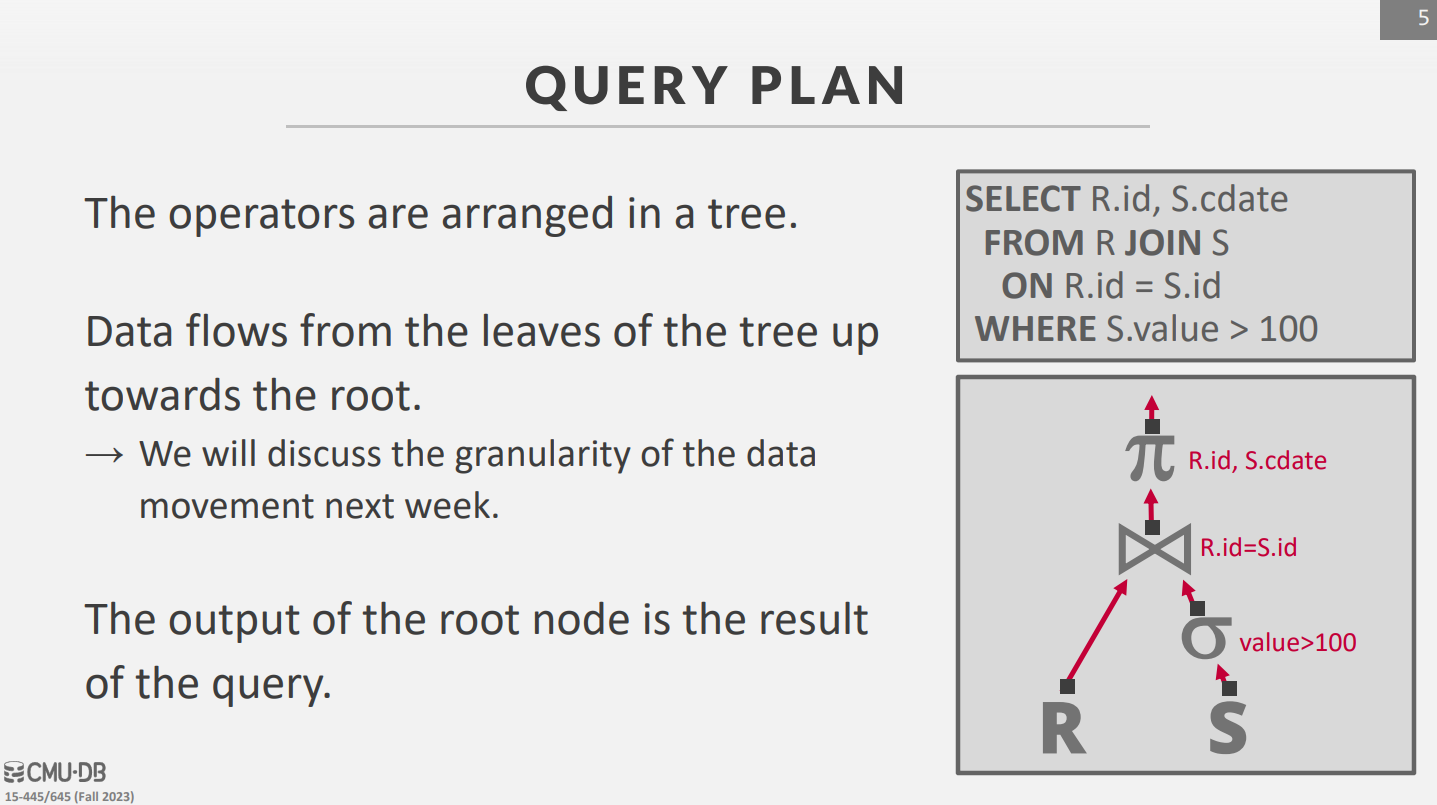 5
QUERY PLAN
The operators are arranged in a tree.
Data flows from the leaves of the tree up
towards the root.
→ We will discuss the granularity of the data
movement next week.
The output of the root node is the result
of the query.
SELECT R.id, S.cdate
FROM R JOIN S
ON R.id = S.id
WHERE S.value > 100
π R.id, S.cdate
⋈ R.id=S.id
σ value>100
R S
CMU·DB
15-445/645 (Fall 2023)